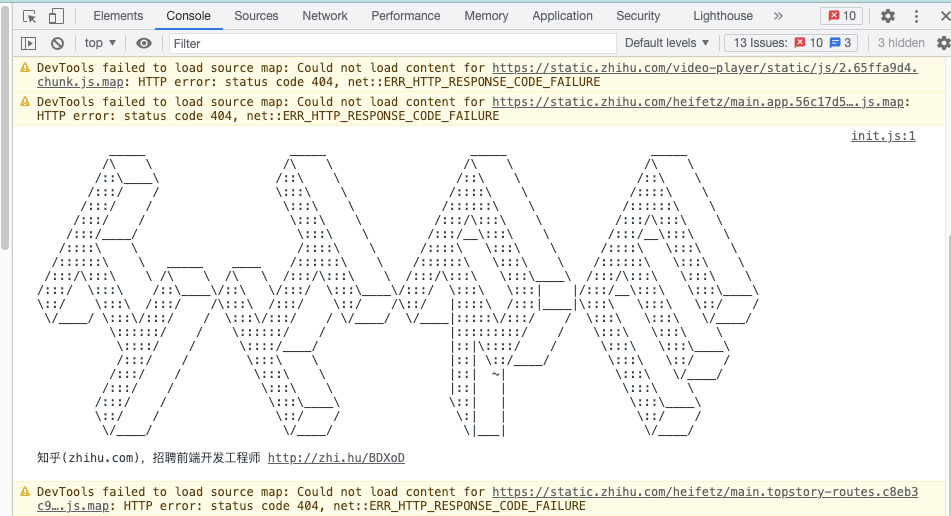 Elements Console Sources Network Performance Memory Application Security Lighthouse » 10
top ▼ Filter Default levels ▼ 13 Issues: 10 3 3 hidden
DevTools failed to load source map: Could not load content for https://static.zhihu.com/video-player/static/js/2.65ffa9d4.
chunk.js.map: HTTP error: status code 404, net::ERR_HTTP_RESPONSE_CODE_FAILURE
DevTools failed to load source map: Could not load content for https://static.zhihu.com/heifetz/main.app.56c17d5….js.map:
HTTP error: status code 404, net::ERR_HTTP_RESPONSE_CODE_FAILURE
init.js:1
知乎(zhihu.com)，招聘前端开发工程师 http://zhi.hu/BDXoD
DevTools failed to load source map: Could not load content for https://static.zhihu.com/heifetz/main.topstory-routes.c8eb3
c9….js.map: HTTP error: status code 404, net::ERR_HTTP_RESPONSE_CODE_FAILURE